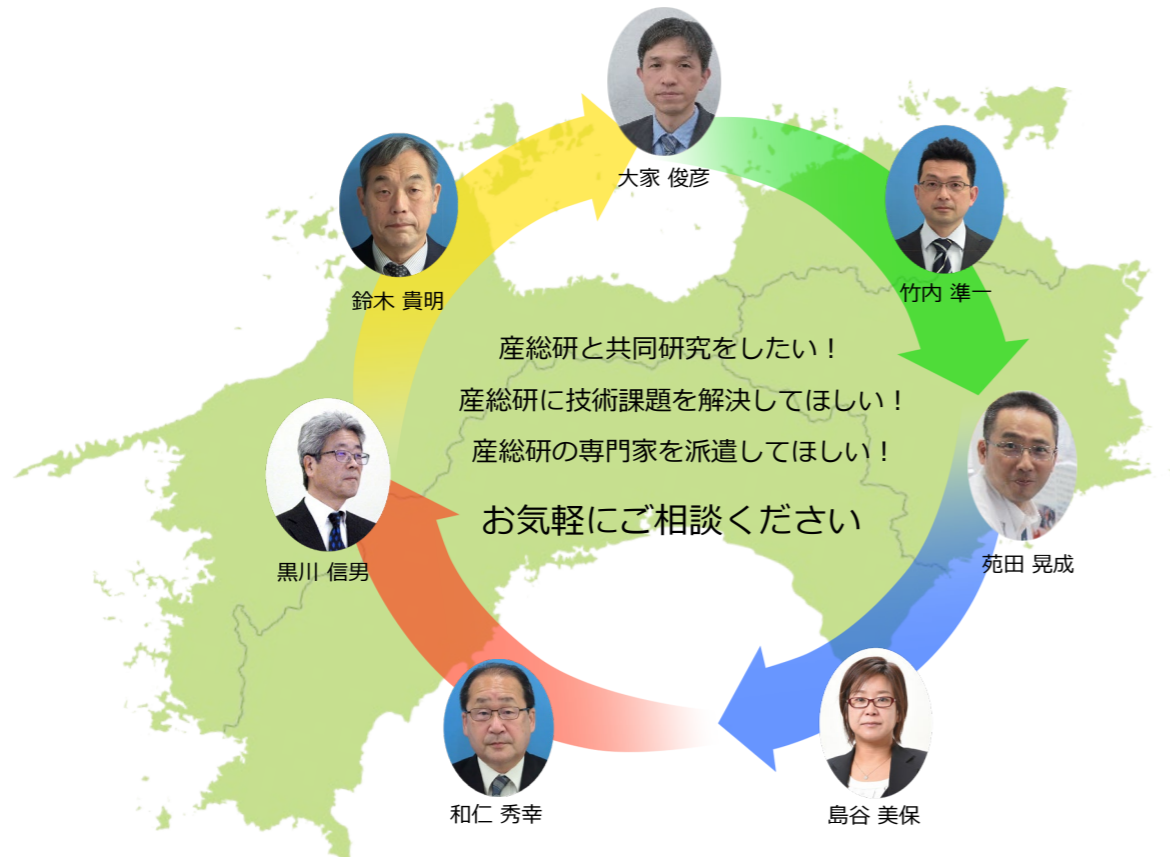 大家 俊彦
鈴木 貴明
竹内 準一
産総研と共同研究をしたい！
産総研に技術課題を解決してほしい！
産総研の専門家を派遣してほしい！
お気軽にご相談ください
黒川 信男
苑田 晃成
和仁 秀幸
島谷 美保